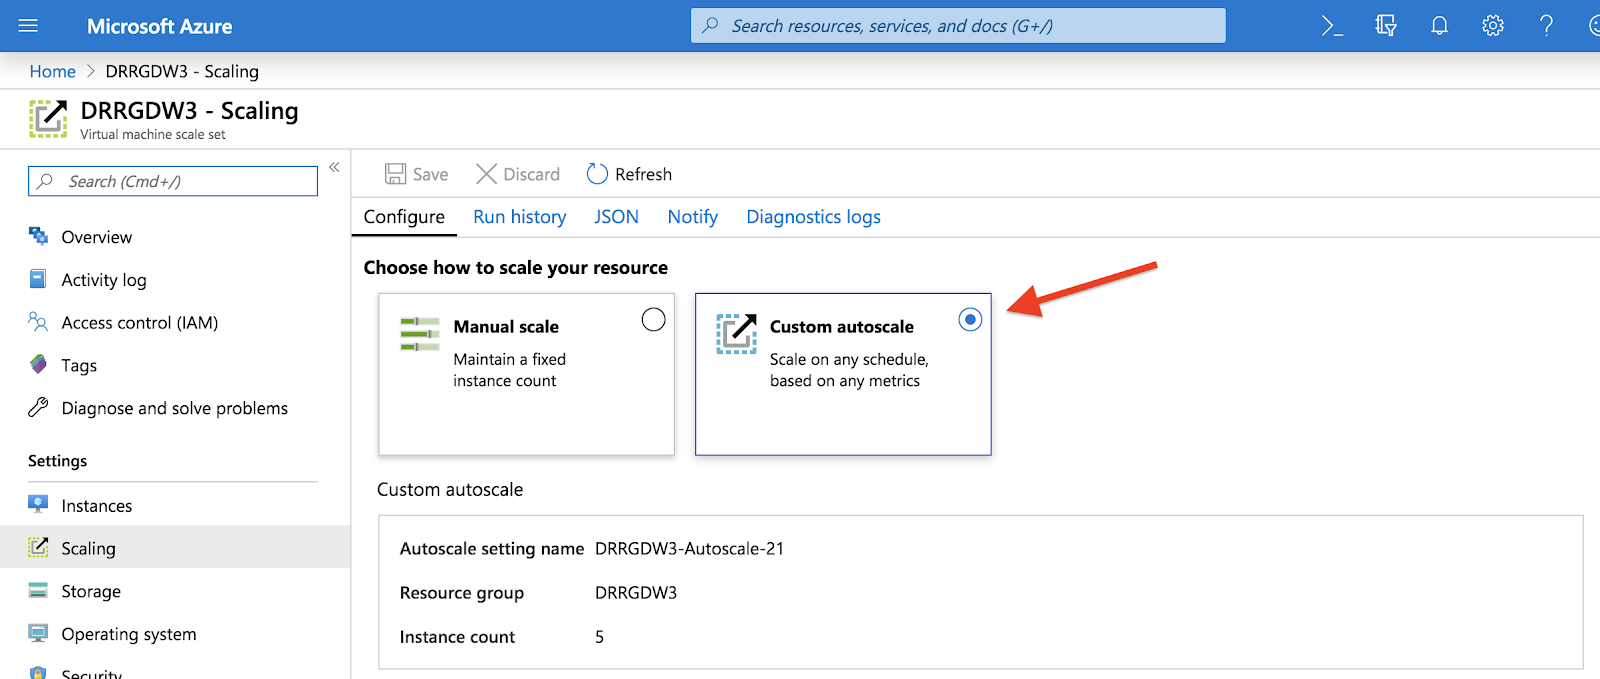 Microsoft Azure
Search resources, services, and docs (G+/)
Home > DRRGDW3 - Scaling
DRRGDW3 - Scaling
Virtual machine scale set
Search (Cmd+/)
Overview
Activity log
Access control (IAM)
Tags
Diagnose and solve problems
Settings
Instances
Scaling
Storage
Operating system
Security
Save Discard Refresh
Configure Run history JSON Notify Diagnostics logs
Choose how to scale your resource
Manual scale
Maintain a fixed
instance count
Custom autoscale
Scale on any schedule,
based on any metrics
Custom autoscale
Autoscale setting name DRRGDW3-Autoscale-21
Resource group DRRGDW3
Instance count 5